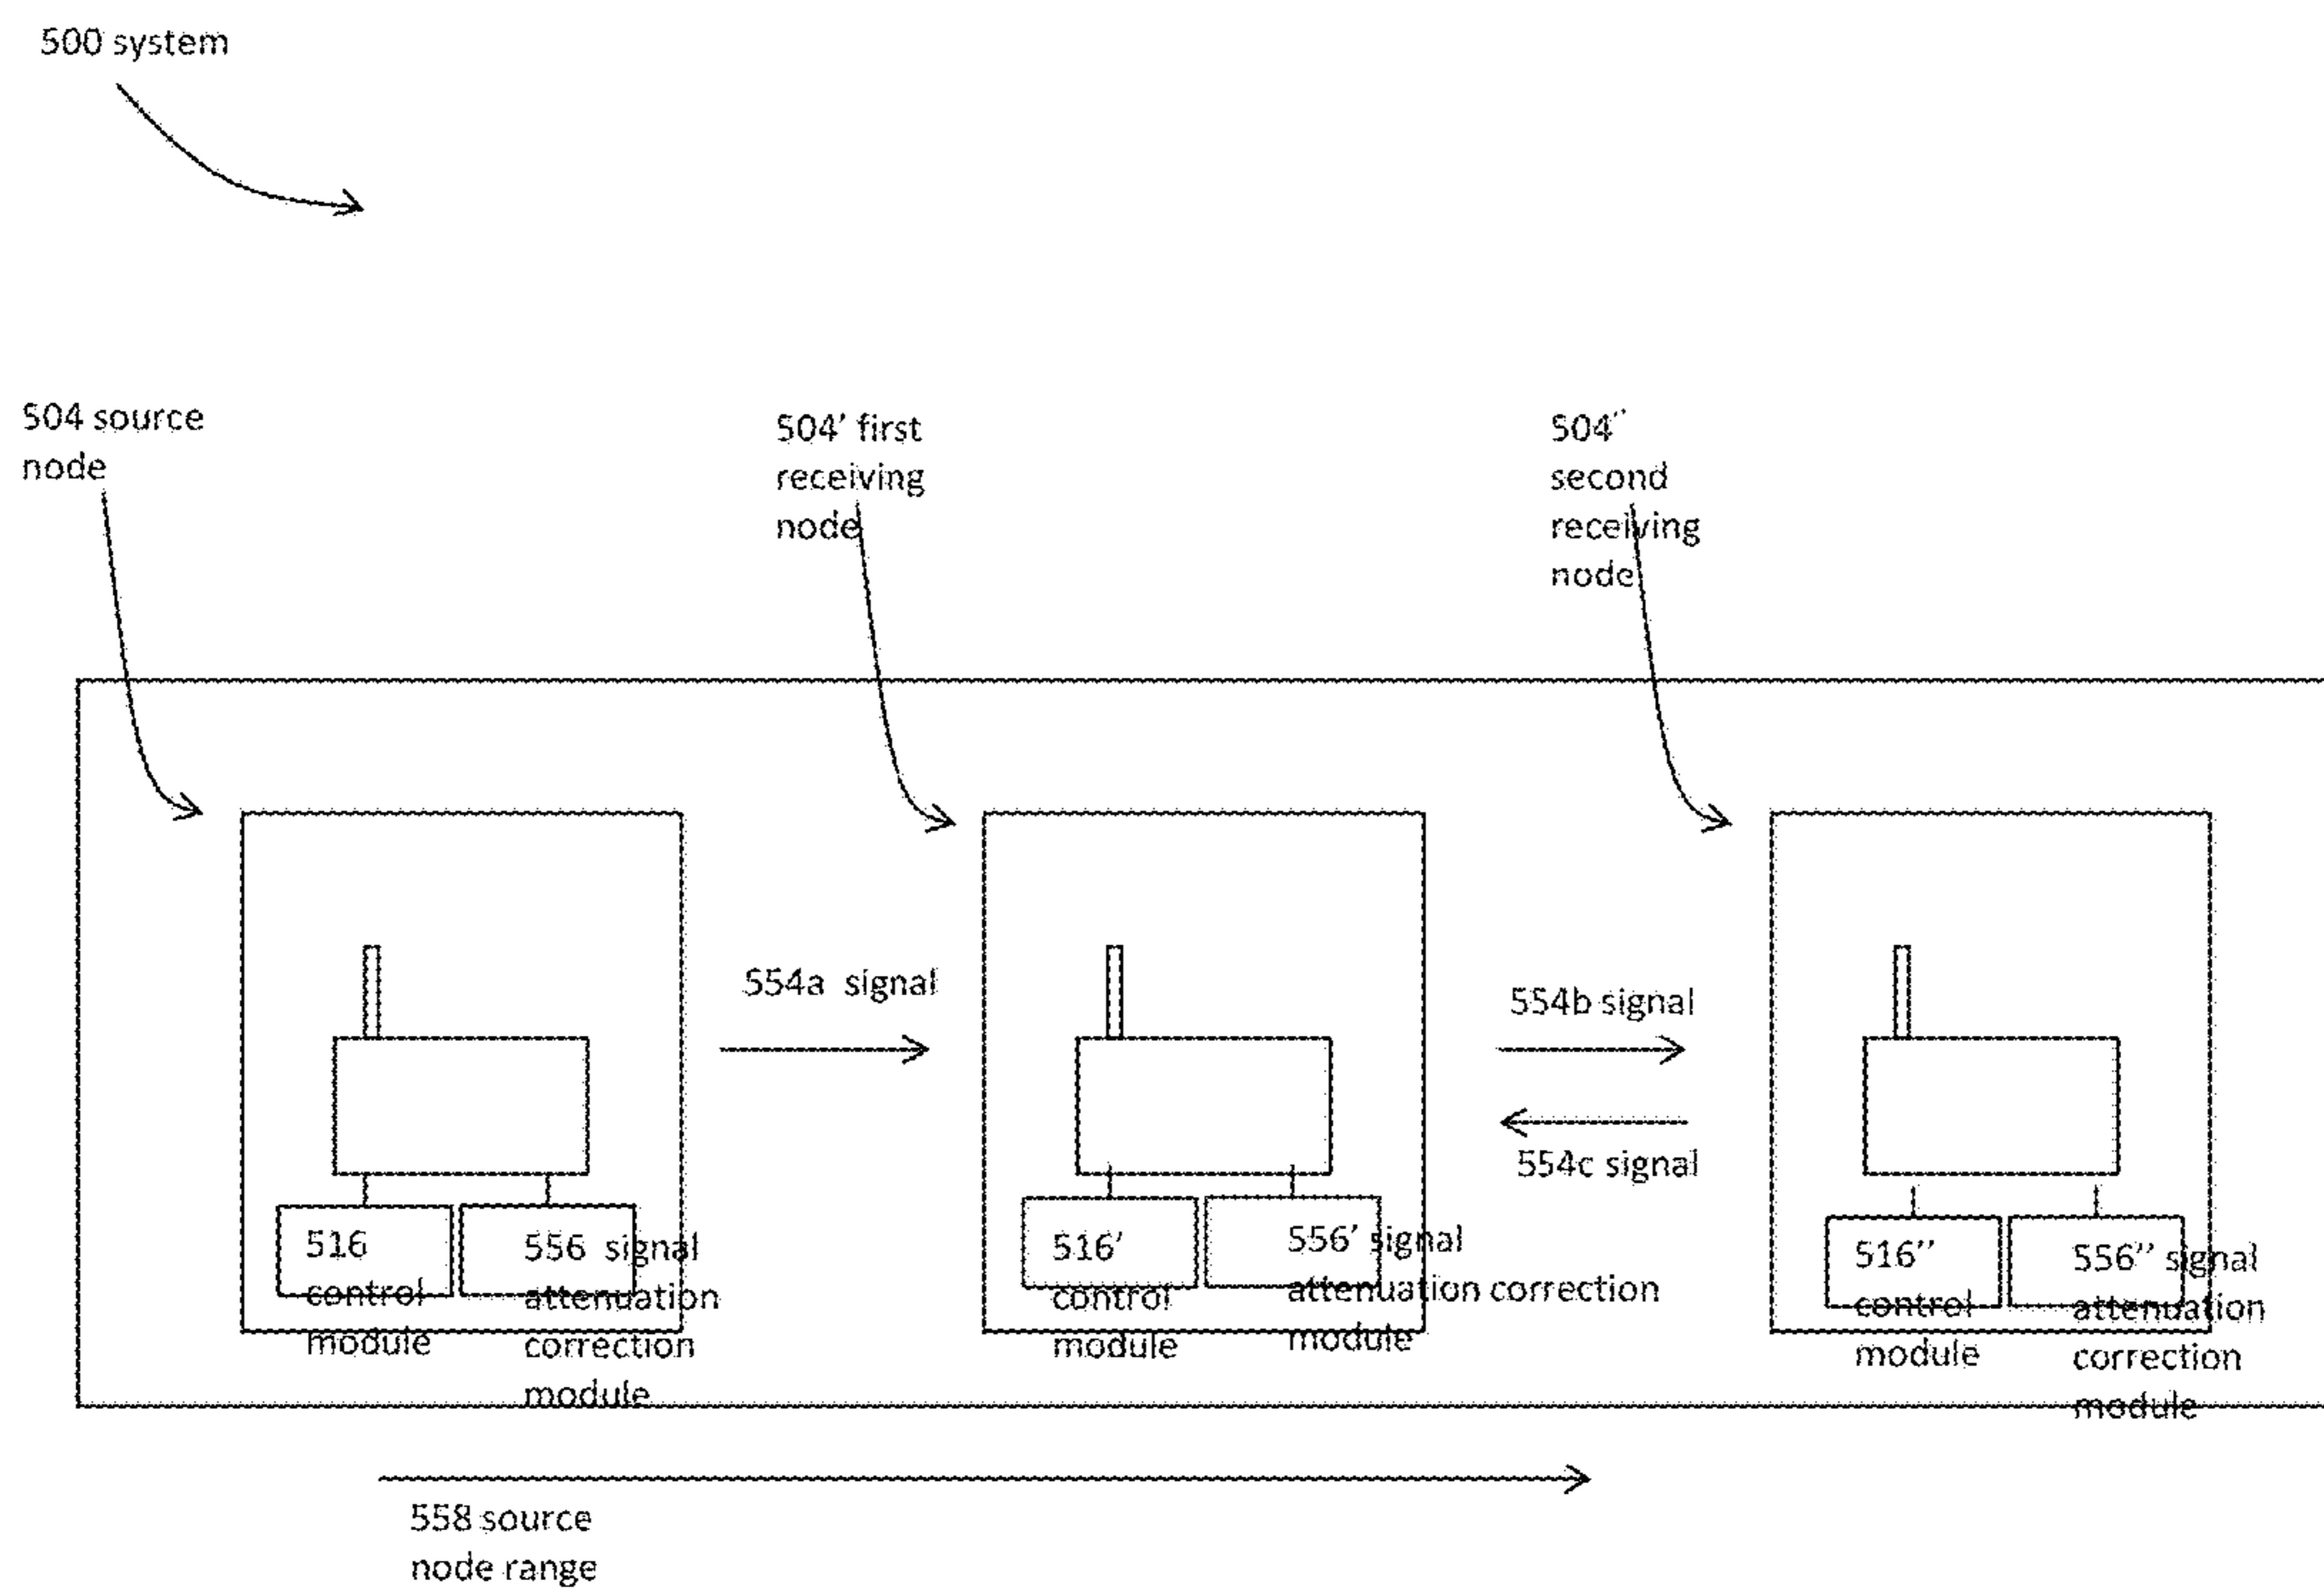 500 system
504 source
node
504' first
receiving
node
504''
second
receiving
node
554a signal
554b signal
554c signal
516
control
module
556 signal
attenuation
correction
module
516'
control
module
556' signal
attenuation correction
module
516''
control
module
556'' signal
attenuation
correction
module
558 source
node range